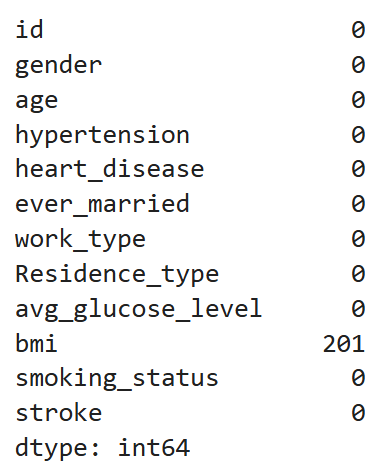 id 0
gender 0
age 0
hypertension 0
heart_disease 0
ever_married 0
work_type 0
Residence_type 0
avg_glucose_level 0
bmi 201
smoking_status 0
stroke 0
dtype: int64